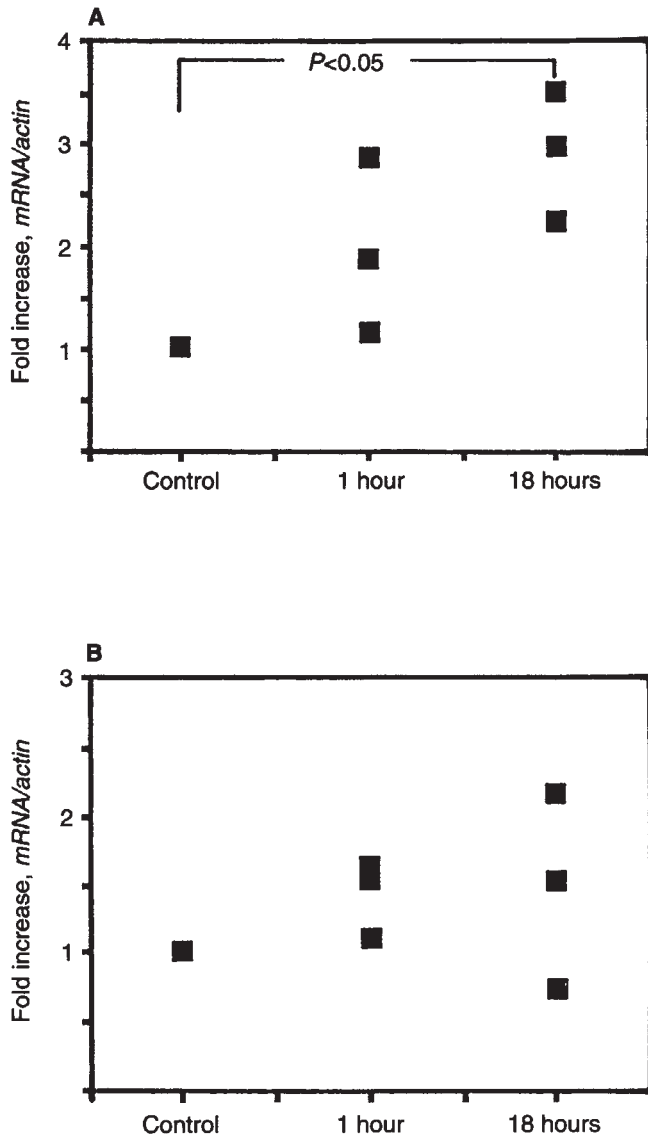 A
4
P<0.05
3
2
1
Fold increase, mRNA/actin
Control 1 hour 18 hours
B
3
2
1
Fold increase, mRNA/actin
Control 1 hour 18 hours